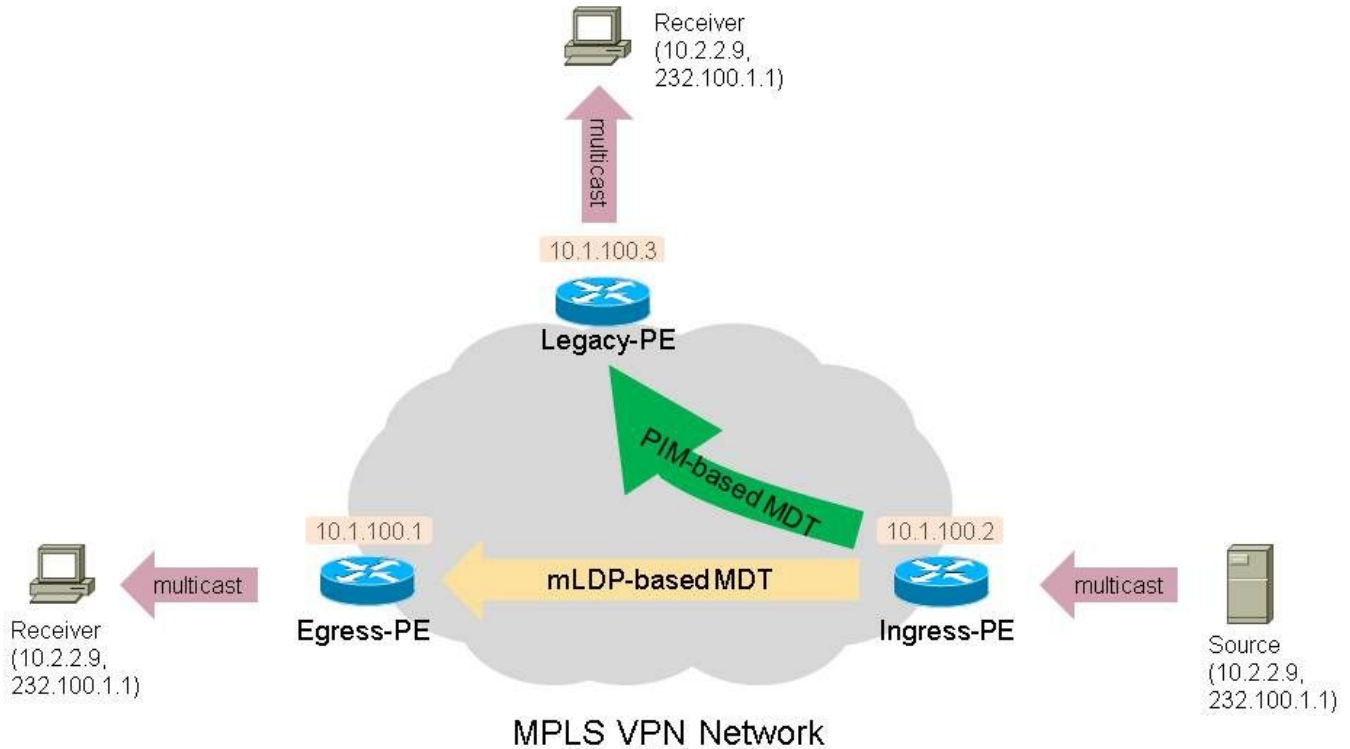 Receiver
(10.2.2.9,
232.100.1.1)
multicast
10.1.100.3
Legacy-PE
PIM-based MDT
10.1.100.1
10.1.100.2
multicast
mLDP-based MDT
multicast
Egress-PE
Ingress-PE
Receiver
(10.2.2.9,
232.100.1.1)
Source
(10.2.2.9,
232.100.1.1)
MPLS VPN Network